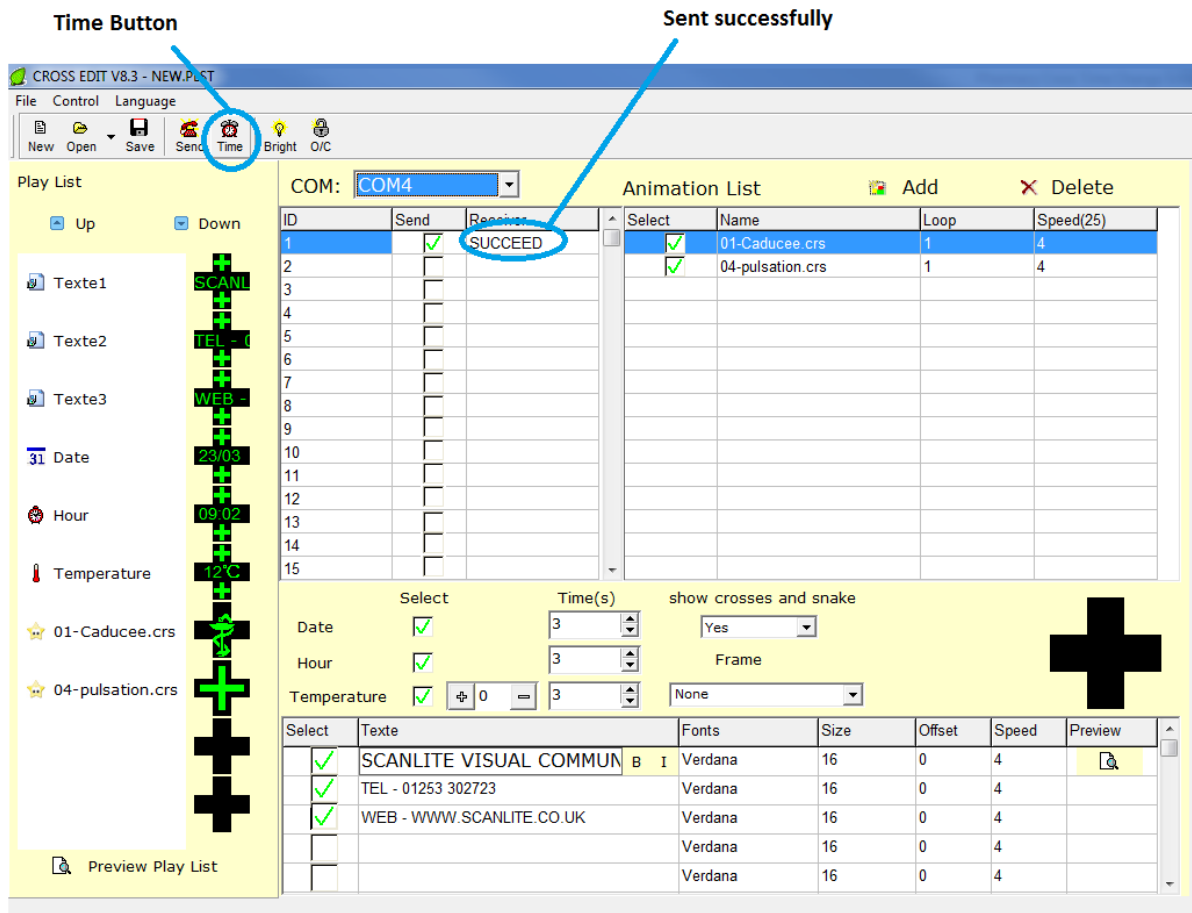 Time Button
Sent successfully
CROSS EDIT V8.3 - NEW.PLST
File Control Language
New Open Save Send Time Bright O/C
Play List
Up Down
Texte1
SCANL
Texte2
TEL - 0
Texte3
WEB -
31 Date
23/03
Hour
09:02
Temperature
12°C
01-Caducee.crs
04-pulsation.crs
Preview Play List
COM: COM4
ID Send Receiver
1 SUCCEED
2
3
4
5
6
7
8
9
10
11
12
13
14
15
Animation List Add Delete
Select Name Loop Speed(25)
01-Caducee.crs 1 4
04-pulsation.crs 1 4
Select Time(s) show crosses and snake
Date 3 Yes
Hour 3 Frame
Temperature 0 3 None
Select Texte Fonts Size Offset Speed Preview
SCANLITE VISUAL COMMUN B I Verdana 16 0 4
TEL - 01253 302723 Verdana 16 0 4
WEB - WWW.SCANLITE.CO.UK Verdana 16 0 4
Verdana 16 0 4
Verdana 16 0 4